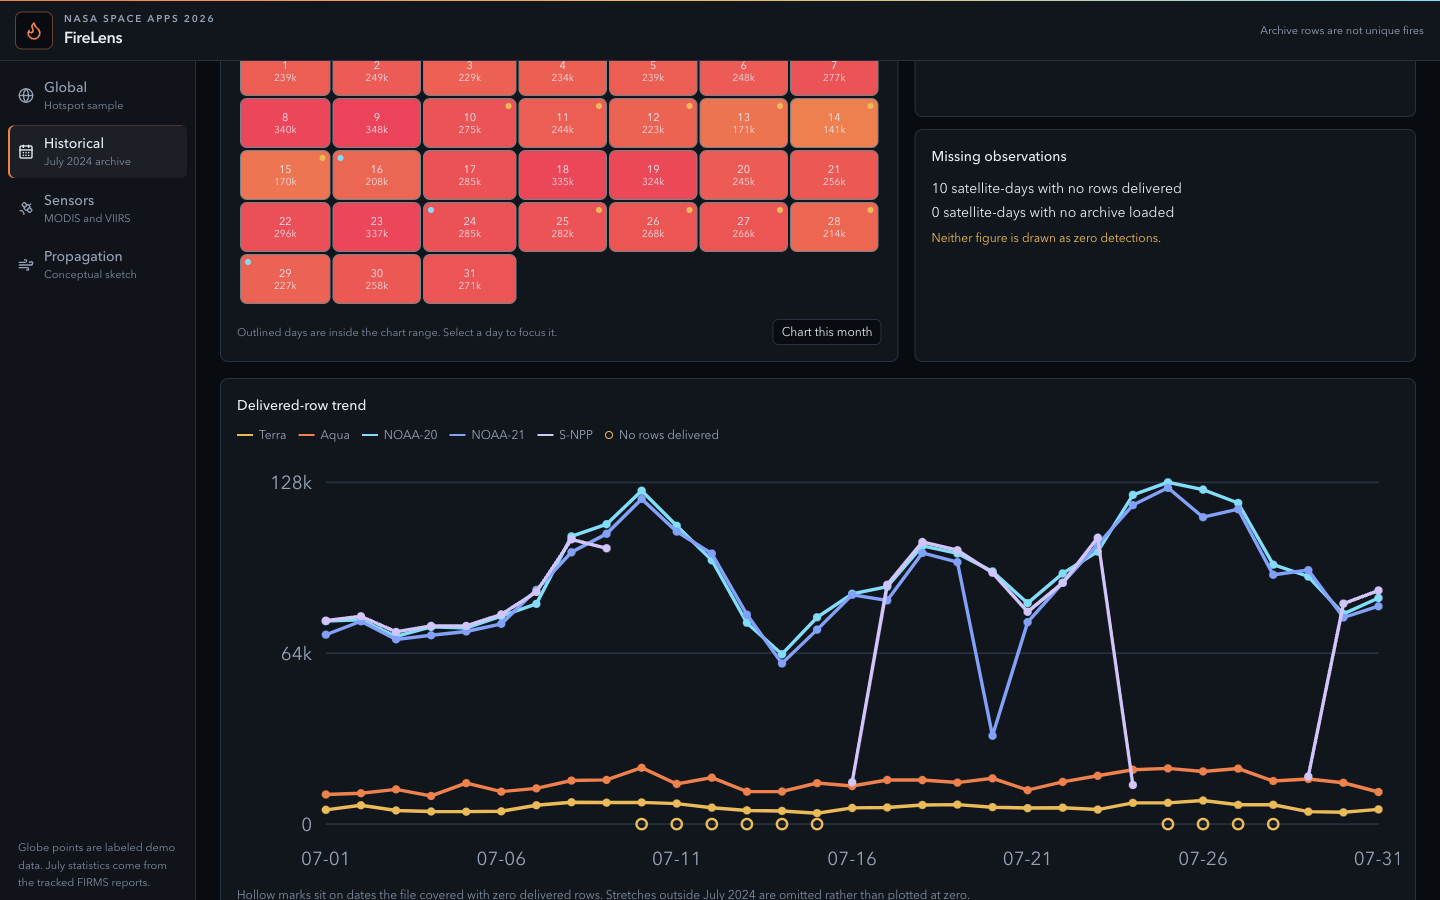 NASA SPACE APPS 2026
FireLens
Archive rows are not unique fires
Global
Hotspot sample
Historical
July 2024 archive
Sensors
MODIS and VIIRS
Propagation
Conceptual sketch
Globe points are labeled demo
data. July statistics come from
the tracked FIRMS reports.
1 2 3 4 5 6 7
239k 249k 229k 234k 239k 248k 277k
8 9 10 11 12 13 14
340k 348k 275k 244k 223k 171k 141k
15 16 17 18 19 20 21
170k 208k 285k 335k 324k 245k 256k
22 23 24 25 26 27 28
296k 337k 285k 282k 268k 266k 214k
29 30 31
227k 258k 271k
Outlined days are inside the chart range. Select a day to focus it.
Chart this month
Missing observations
10 satellite-days with no rows delivered
0 satellite-days with no archive loaded
Neither figure is drawn as zero detections.
Delivered-row trend
Terra Aqua NOAA-20 NOAA-21 S-NPP No rows delivered
128k
64k
0
07-01 07-06 07-11 07-16 07-21 07-26 07-31
Hollow marks sit on dates the file covered with zero delivered rows. Stretches outside July 2024 are omitted rather than plotted at zero.